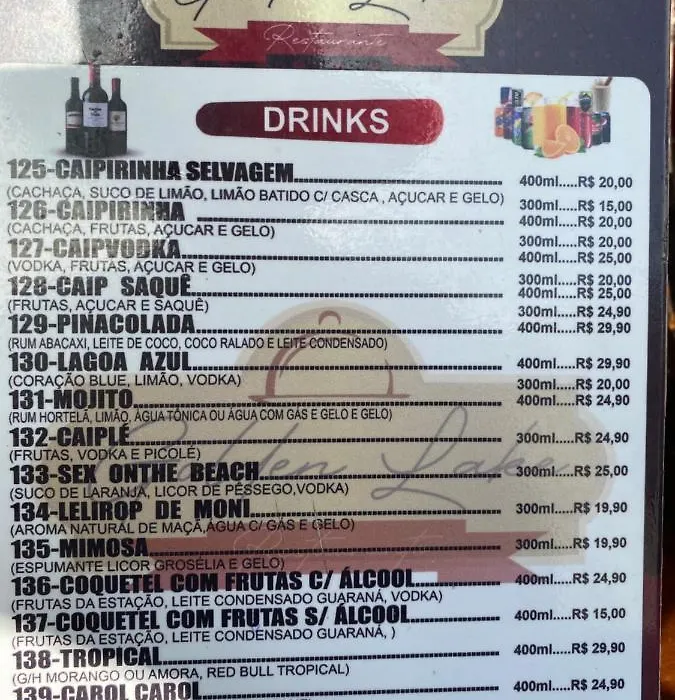 Restaurante
DRINKS
125-CAIPIRINHA SELVAGEM........400ml.....R$ 20,00
(CACHAÇA, SUCO DE LIMÃO, LIMÃO BATIDO C/ CASCA , AÇUCAR E GELO) 300ml.....R$ 15,00
126-CAIPIRINHA ........400ml.....R$ 20,00
(CACHAÇA, FRUTAS, AÇUCAR E GELO)
300ml.....R$ 20,00
127-CAIPVODKA........400ml.....R$ 25,00
(VODKA, FRUTAS, AÇUCAR E GELO)
300ml.....R$ 20,00
128-CAIP SAQUÊ........400ml.....R$ 25,00
(FRUTAS, AÇUCAR E SAQUÊ)
300ml.....R$ 24,90
129-PINACOLADA........400ml.....R$ 29,90
(RUM ABACAXI, LEITE DE COCO, COCO RALADO E LEITE CONDENSADO)
130-LAGOA AZUL........400ml.....R$ 29,90
(CORAÇÃO BLUE, LIMÃO, VODKA)
300ml.....R$ 20,00
131-MOJITO........400ml.....R$ 24,90
(RUM HORTELÃ, LIMÃO, ÁGUA TÔNICA OU ÁGUA COM GÁS E GELO E GELO)
132-CAIPLÉ........300ml.....R$ 24,90
(FRUTAS, VODKA E PICOLÉ)
133-SEX ONTHE BEACH........300ml.....R$ 25,00
(SUCO DE LARANJA, LICOR DE PÊSSEGO,VODKA)
134-LELIROP DE MONI........300ml.....R$ 19,90
(AROMA NATURAL DE MAÇÃ,ÁGUA C/ GÁS E GELO)
135-MIMOSA........300ml.....R$ 19,90
(ESPUMANTE LICOR GROSÉLIA E GELO)
136-COQUETEL COM FRUTAS C/ ÁLCOOL........400ml.....R$ 24,90
(FRUTAS DA ESTAÇÃO, LEITE CONDENSADO GUARANÁ, VODKA)
137-COQUETEL COM FRUTAS S/ ÁLCOOL........400ml.....R$ 15,00
(FRUTAS DA ESTAÇÃO, LEITE CONDENSADO GUARANÁ, )
138-TROPICAL........400ml.....R$ 29,90
(G/H MORANGO OU AMORA, RED BULL TROPICAL)
139-CAROL CAROL........400ml.....R$ 24,90
Golden Lake
Restaurante